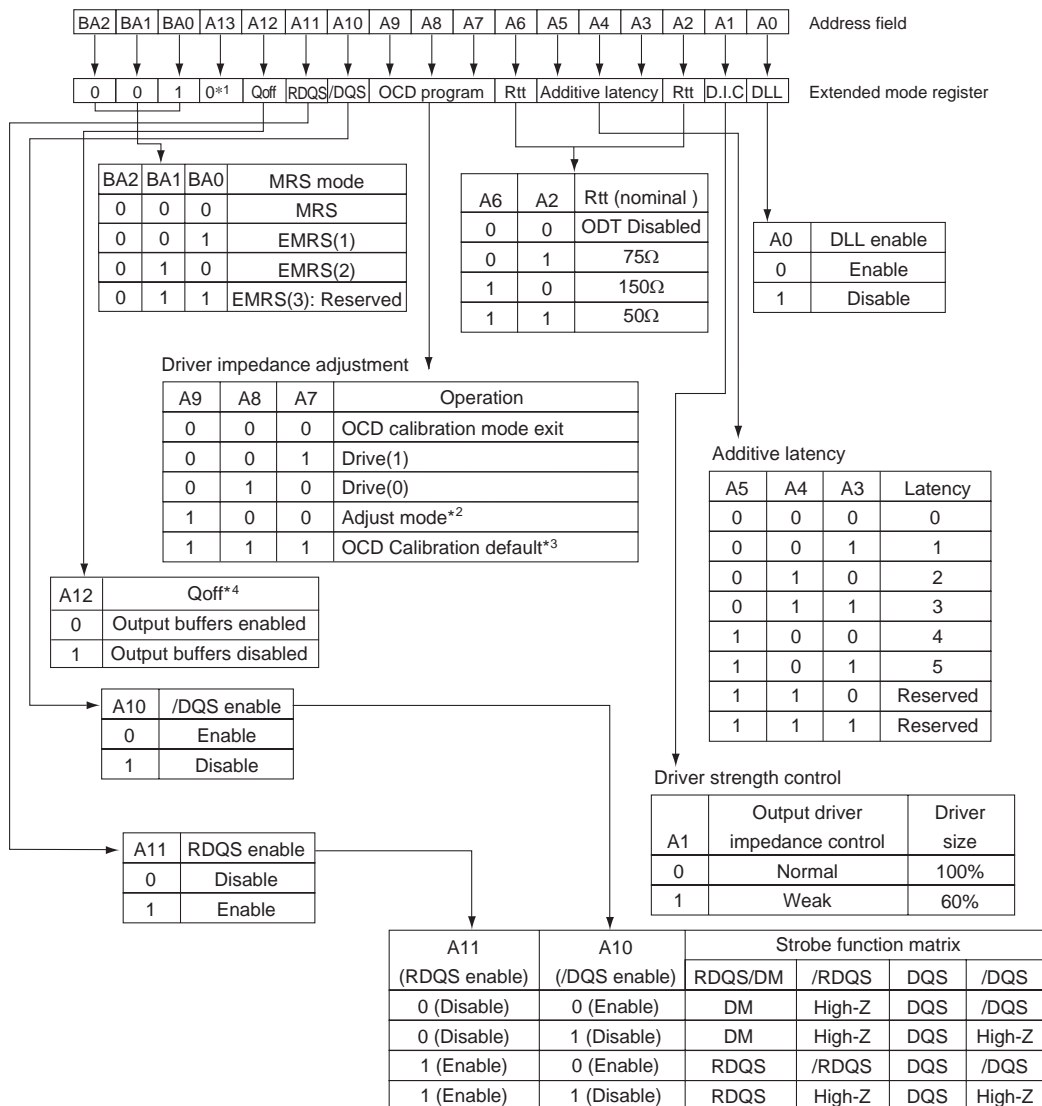 BA2 BA1 BA0 A13 A12 A11 A10 A9 A8 A7 A6 A5 A4 A3 A2 A1 A0 Address field
0 0 1 0*1 Qoff RDQS /DQS OCD program Rtt Additive latency Rtt D.I.C DLL Extended mode register
BA2 BA1 BA0 MRS mode
0 0 0 MRS
0 0 1 EMRS(1)
0 1 0 EMRS(2)
0 1 1 EMRS(3): Reserved
A6 A2 Rtt (nominal )
0 0 ODT Disabled
0 1 75Ω
1 0 150Ω
1 1 50Ω
A0 DLL enable
0 Enable
1 Disable
Driver impedance adjustment
A9 A8 A7 Operation
0 0 0 OCD calibration mode exit
0 0 1 Drive(1)
0 1 0 Drive(0)
1 0 0 Adjust mode*2
1 1 1 OCD Calibration default*3
Additive latency
A5 A4 A3 Latency
0 0 0 0
0 0 1 1
0 1 0 2
0 1 1 3
1 0 0 4
1 0 1 5
1 1 0 Reserved
1 1 1 Reserved
A12 Qoff*4
0 Output buffers enabled
1 Output buffers disabled
A10 /DQS enable
0 Enable
1 Disable
Driver strength control
Output driver Driver
A1 impedance control size
0 Normal 100%
1 Weak 60%
A11 RDQS enable
0 Disable
1 Enable
A11 A10 Strobe function matrix
(RDQS enable) (/DQS enable) RDQS/DM /RDQS DQS /DQS
0 (Disable) 0 (Enable) DM High-Z DQS /DQS
0 (Disable) 1 (Disable) DM High-Z DQS High-Z
1 (Enable) 0 (Enable) RDQS /RDQS DQS /DQS
1 (Enable) 1 (Disable) RDQS High-Z DQS High-Z